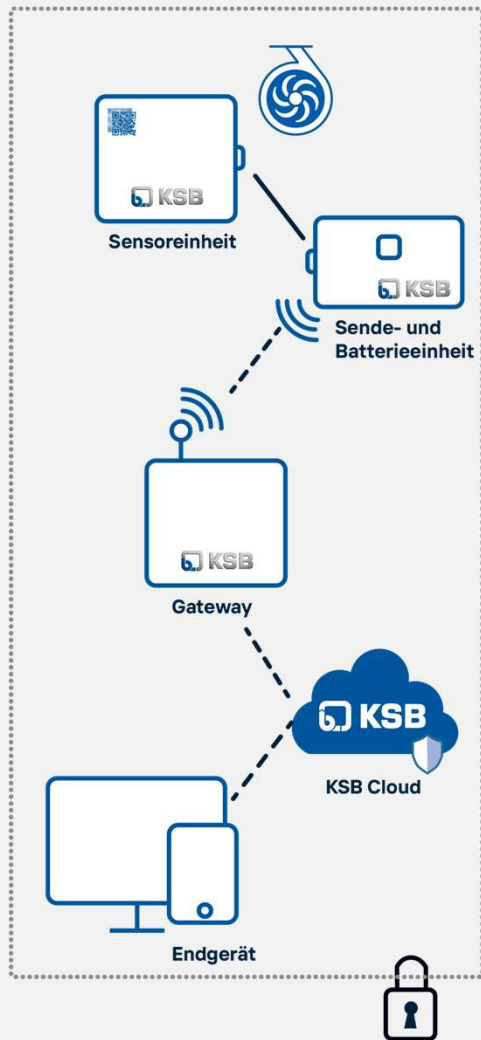 KSB
Sensoreinheit
KSB
Sende- und
Batterieeinheit
KSB
Gateway
KSB
KSB Cloud
Endgerät